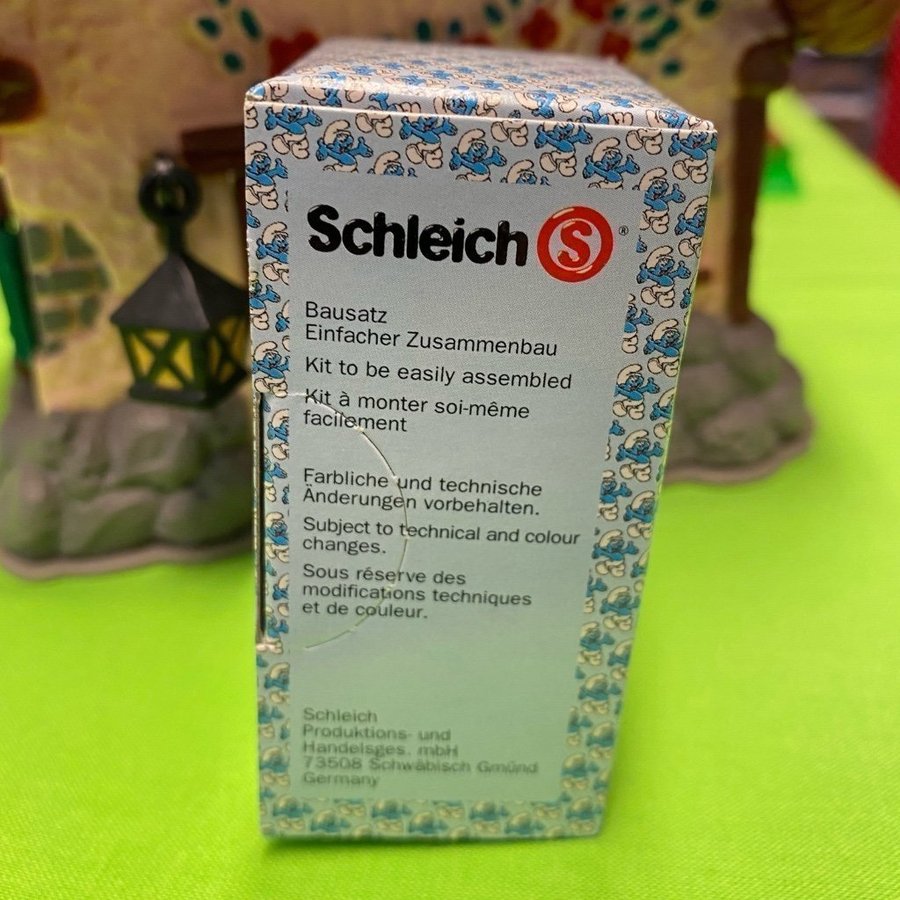 Schleich S ®
Bausatz
Einfacher Zusammenbau
Kit to be easily assembled
Kit à monter soi-même
facilement
Farbliche und technische
Änderungen vorbehalten.
Subject to technical and colour
changes.
Sous réserve des
modifications techniques
et de couleur.
Schleich
Produktions- und
Handelsges. mbH
73508 Schwäbisch Gmünd
Germany